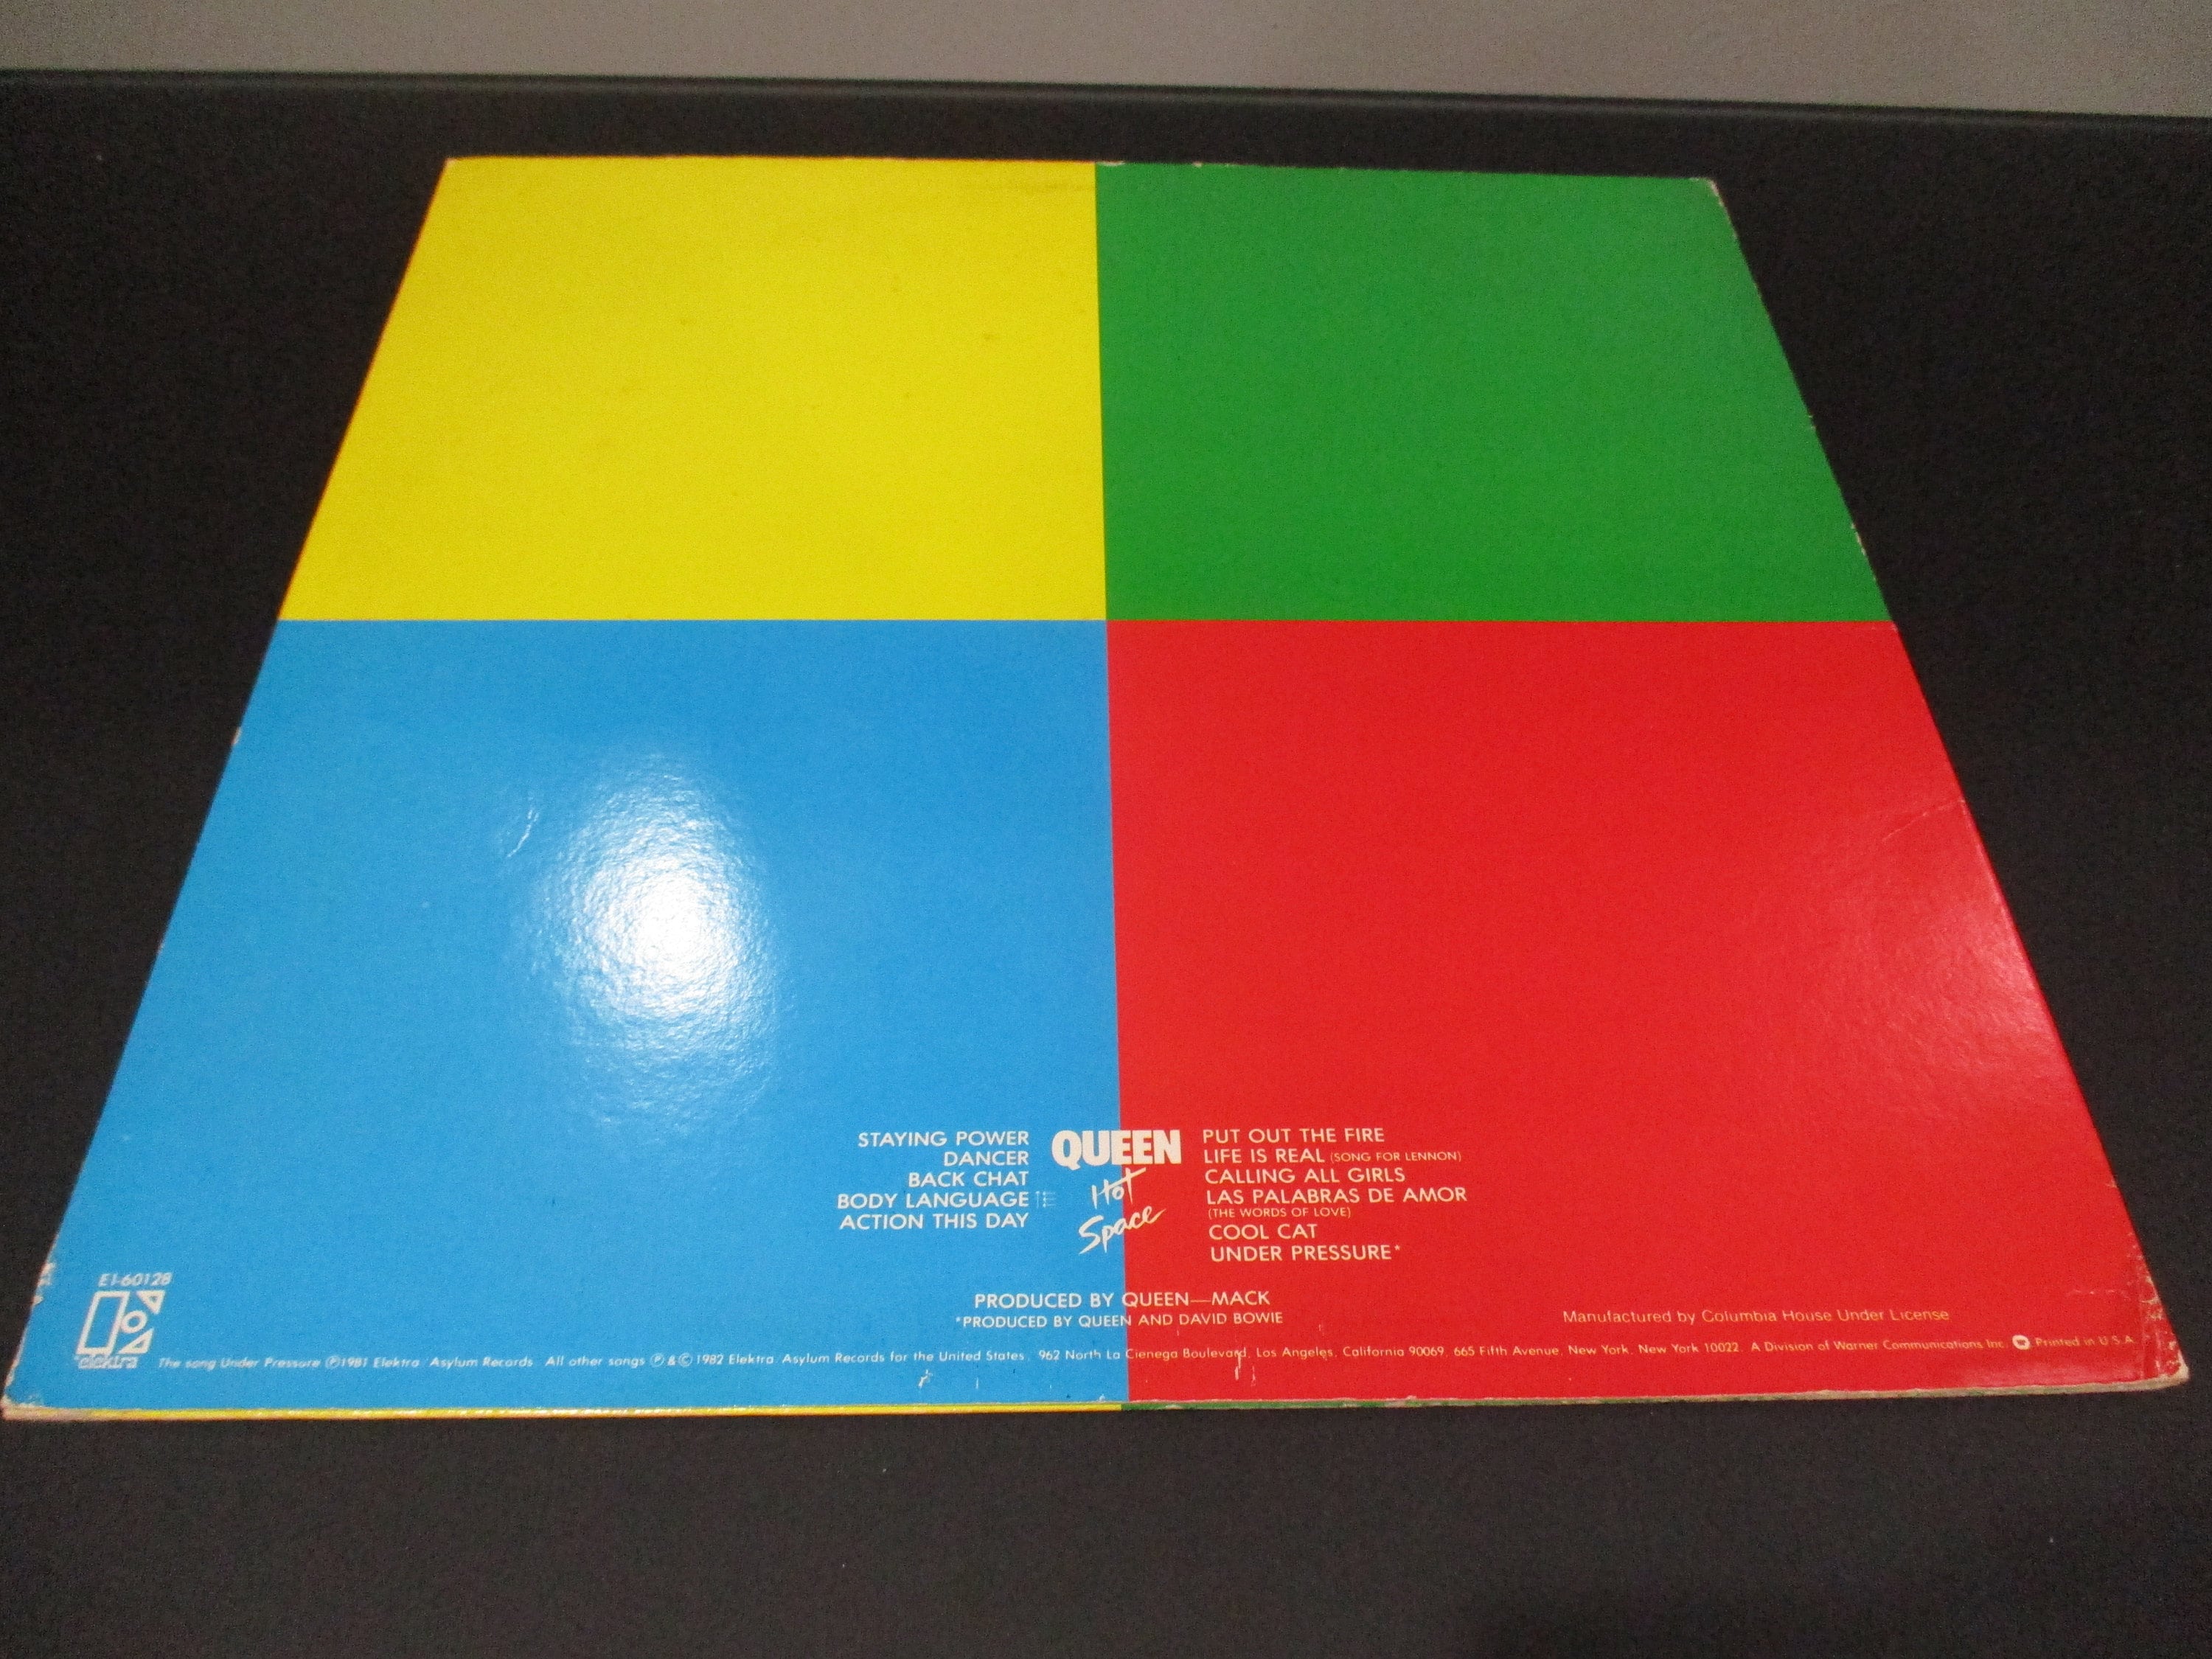 STAYING POWER
DANCER
BACK CHAT
BODY LANGUAGE
ACTION THIS DAY
QUEEN
Hot
Space
PUT OUT THE FIRE
LIFE IS REAL (SONG FOR LENNON)
CALLING ALL GIRLS
LAS PALABRAS DE AMOR
(THE WORDS OF LOVE)
COOL CAT
UNDER PRESSURE*
E1-60128
elektra
PRODUCED BY QUEEN—MACK
*PRODUCED BY QUEEN AND DAVID BOWIE
Manufactured by Columbia House Under License
The song Under Pressure ℗1981 Elektra/Asylum Records. All other songs ℗ & © 1982 Elektra/Asylum Records for the United States. 962 North La Cienega Boulevard, Los Angeles, California 90069. 665 Fifth Avenue, New York, New York 10022. A Division of Warner Communications Inc. Printed in U.S.A.